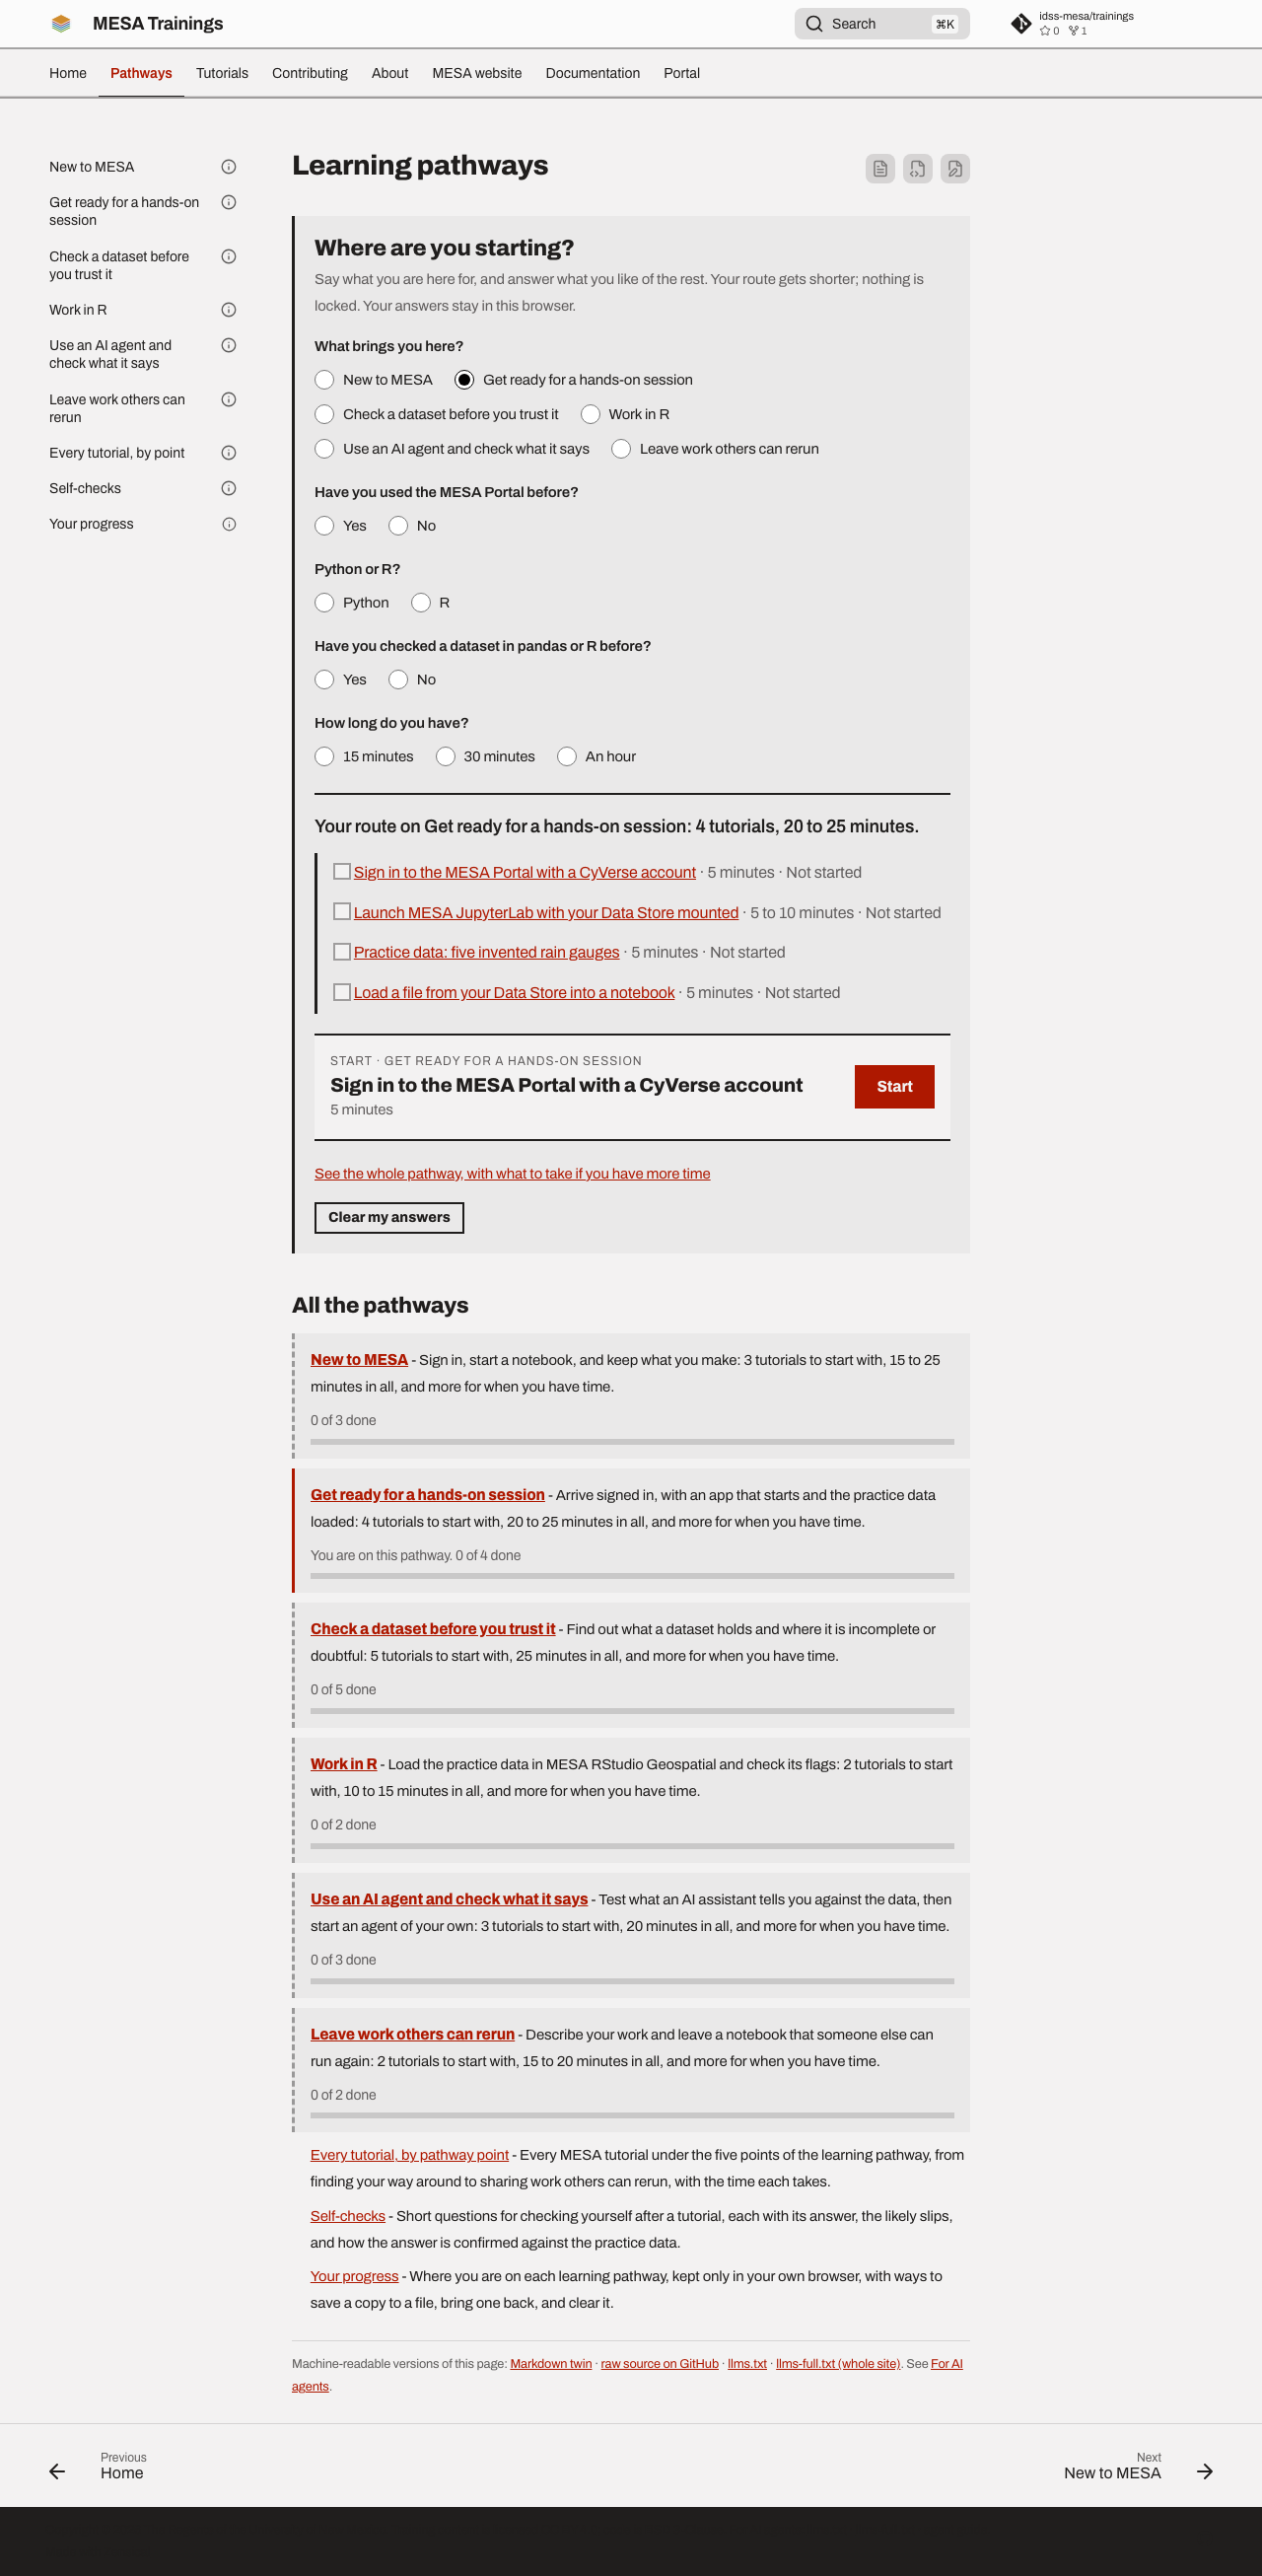 MESA Trainings
Search
⌘K
idss-mesa/trainings
0 1
Home Pathways Tutorials Contributing About MESA website Documentation Portal
New to MESA
Get ready for a hands-on
session
Check a dataset before
you trust it
Work in R
Use an AI agent and
check what it says
Leave work others can
rerun
Every tutorial, by point
Self-checks
Your progress
Learning pathways
Where are you starting?
Say what you are here for, and answer what you like of the rest. Your route gets shorter; nothing is
locked. Your answers stay in this browser.
What brings you here?
New to MESA Get ready for a hands-on session
Check a dataset before you trust it Work in R
Use an AI agent and check what it says Leave work others can rerun
Have you used the MESA Portal before?
Yes No
Python or R?
Python R
Have you checked a dataset in pandas or R before?
Yes No
How long do you have?
15 minutes 30 minutes An hour
Your route on Get ready for a hands-on session: 4 tutorials, 20 to 25 minutes.
Sign in to the MESA Portal with a CyVerse account · 5 minutes · Not started
Launch MESA JupyterLab with your Data Store mounted · 5 to 10 minutes · Not started
Practice data: five invented rain gauges · 5 minutes · Not started
Load a file from your Data Store into a notebook · 5 minutes · Not started
START · GET READY FOR A HANDS-ON SESSION
Sign in to the MESA Portal with a CyVerse account
5 minutes
Start
See the whole pathway, with what to take if you have more time
Clear my answers
All the pathways
New to MESA - Sign in, start a notebook, and keep what you make: 3 tutorials to start with, 15 to 25
minutes in all, and more for when you have time.
0 of 3 done
Get ready for a hands-on session - Arrive signed in, with an app that starts and the practice data
loaded: 4 tutorials to start with, 20 to 25 minutes in all, and more for when you have time.
You are on this pathway. 0 of 4 done
Check a dataset before you trust it - Find out what a dataset holds and where it is incomplete or
doubtful: 5 tutorials to start with, 25 minutes in all, and more for when you have time.
0 of 5 done
Work in R - Load the practice data in MESA RStudio Geospatial and check its flags: 2 tutorials to start
with, 10 to 15 minutes in all, and more for when you have time.
0 of 2 done
Use an AI agent and check what it says - Test what an AI assistant tells you against the data, then
start an agent of your own: 3 tutorials to start with, 20 minutes in all, and more for when you have time.
0 of 3 done
Leave work others can rerun - Describe your work and leave a notebook that someone else can
run again: 2 tutorials to start with, 15 to 20 minutes in all, and more for when you have time.
0 of 2 done
Every tutorial, by pathway point - Every MESA tutorial under the five points of the learning pathway, from
finding your way around to sharing work others can rerun, with the time each takes.
Self-checks - Short questions for checking yourself after a tutorial, each with its answer, the likely slips,
and how the answer is confirmed against the practice data.
Your progress - Where you are on each learning pathway, kept only in your own browser, with ways to
save a copy to a file, bring one back, and clear it.
Machine-readable versions of this page: Markdown twin · raw source on GitHub · llms.txt · llms-full.txt (whole site). See For AI
agents.
Previous
Home
Next
New to MESA